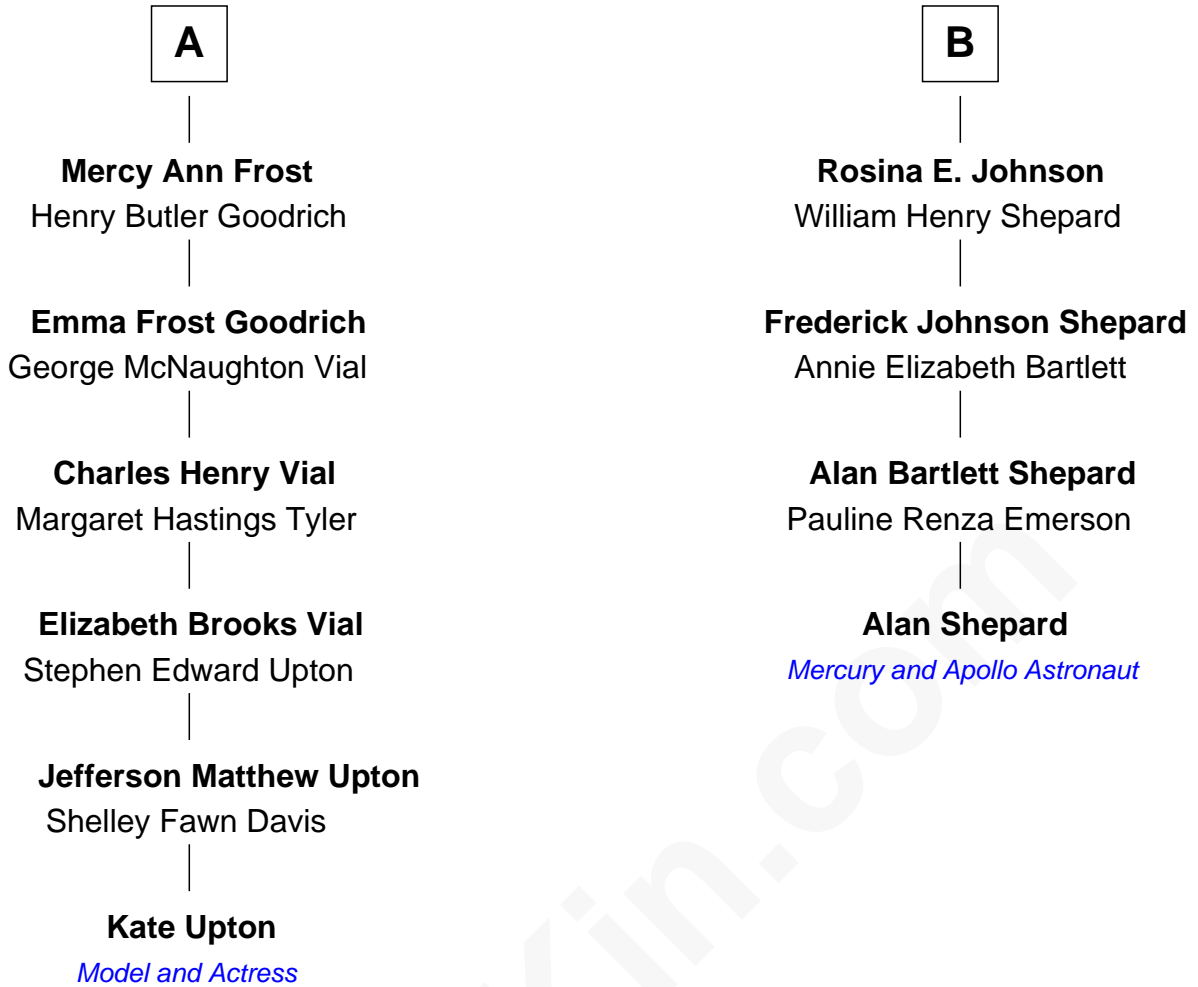 A
Mercy Ann Frost
Henry Butler Goodrich
Emma Frost Goodrich
George McNaughton Vial
Charles Henry Vial
Margaret Hastings Tyler
Elizabeth Brooks Vial
Stephen Edward Upton
Jefferson Matthew Upton
Shelley Fawn Davis
Kate Upton
Model and Actress
B
Rosina E. Johnson
William Henry Shepard
Frederick Johnson Shepard
Annie Elizabeth Bartlett
Alan Bartlett Shepard
Pauline Renza Emerson
Alan Shepard
Mercury and Apollo Astronaut
Kin.com